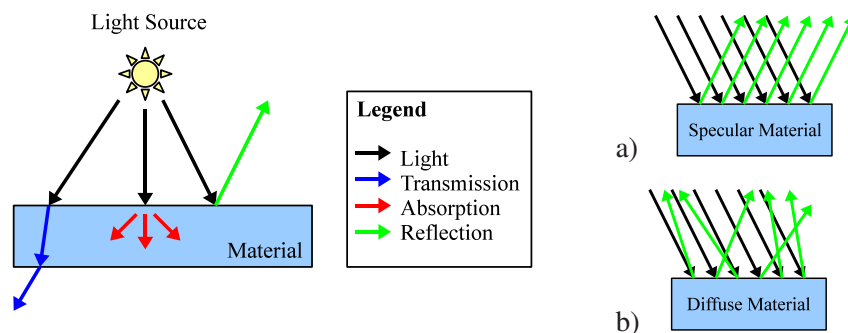 Light Source
Material
Legend
Light
Transmission
Absorption
Reflection
a)
Specular Material
b)
Diffuse Material